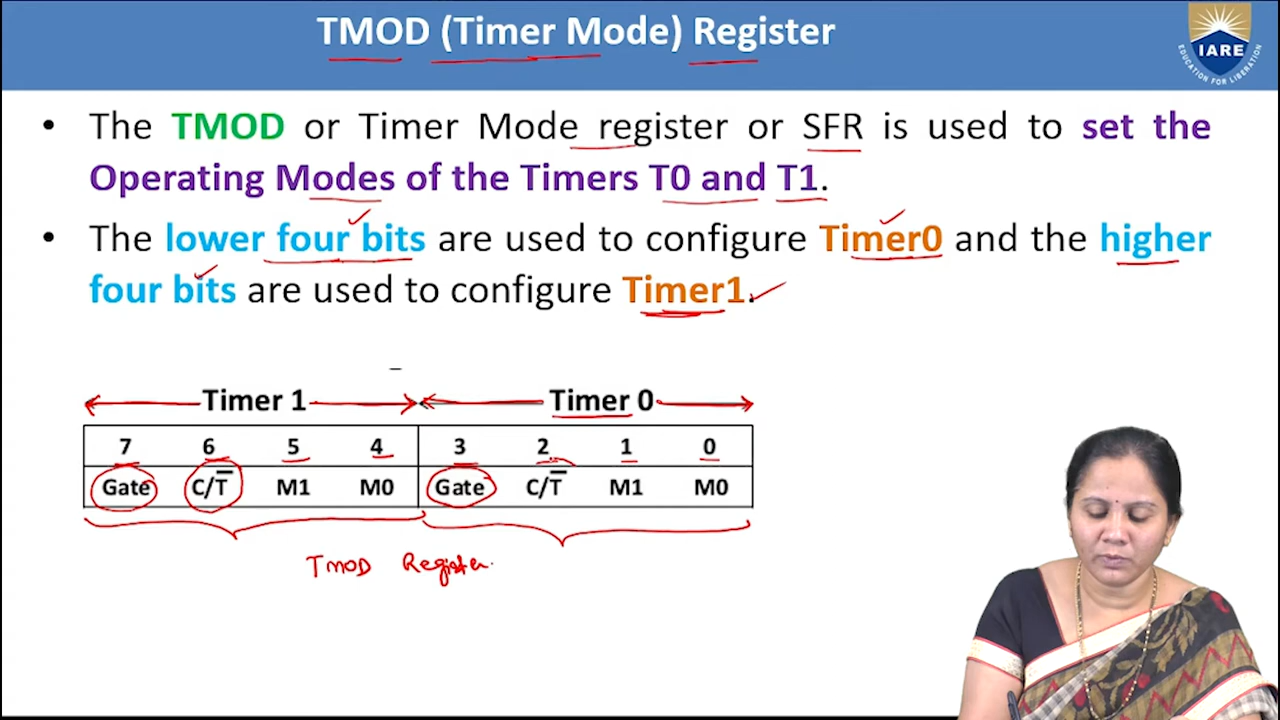 TMOD (Timer Mode) Register
IARE
EDUCATION FOR LIBERATION
• The TMOD or Timer Mode register or SFR is used to set the
Operating Modes of the Timers T0 and T1.
• The lower four bits are used to configure Timer0 and the higher
four bits are used to configure Timer1.
Timer 1 Timer 0
7 6 5 4 3 2 1 0
Gate C/T̅ M1 M0 Gate C/T̅ M1 M0
TMOD Register.